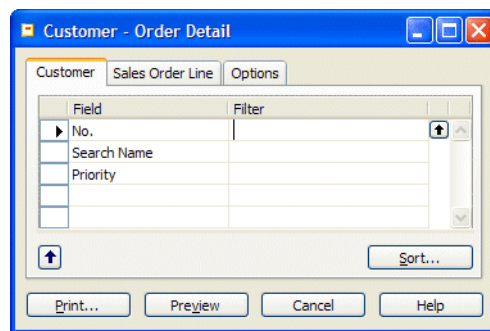 Customer - Order Detail
Customer Sales Order Line Options
Field Filter
No.
Search Name
Priority
Sort...
Print... Preview Cancel Help